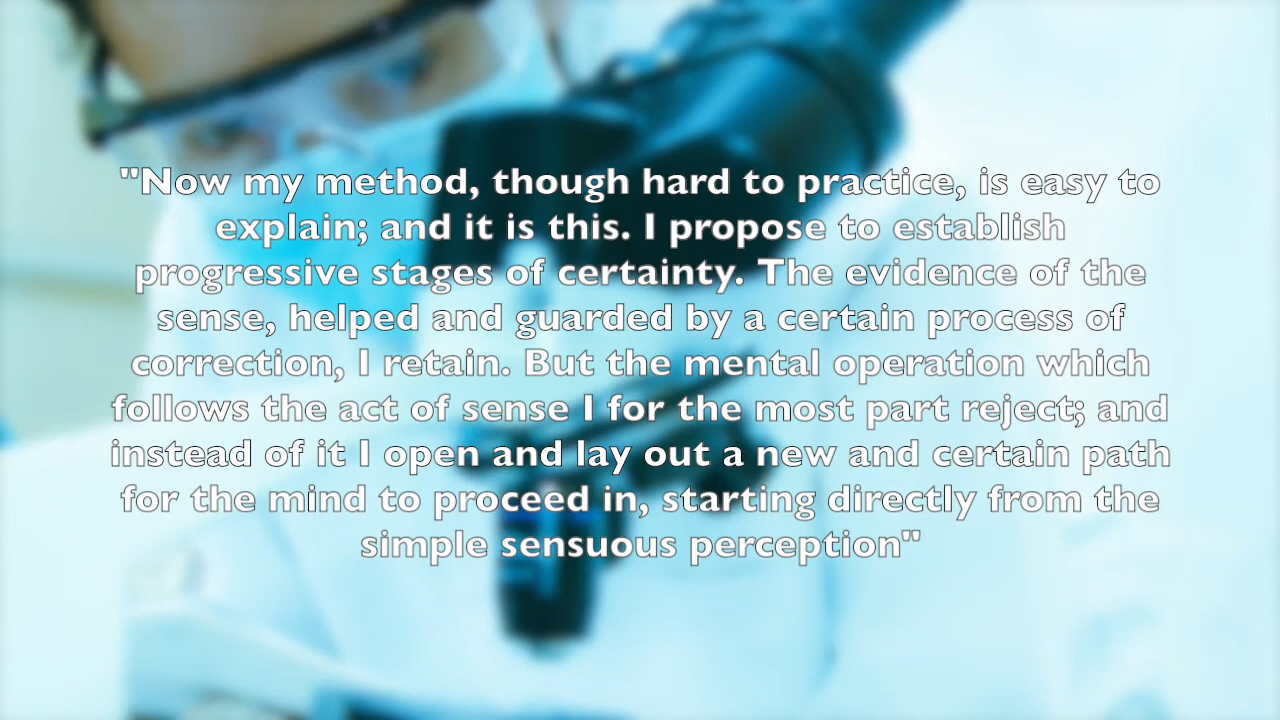 "Now my method, though hard to practice, is easy to
explain; and it is this. I propose to establish
progressive stages of certainty. The evidence of the
sense, helped and guarded by a certain process of
correction, I retain. But the mental operation which
follows the act of sense I for the most part reject; and
instead of it I open and lay out a new and certain path
for the mind to proceed in, starting directly from the
simple sensuous perception"